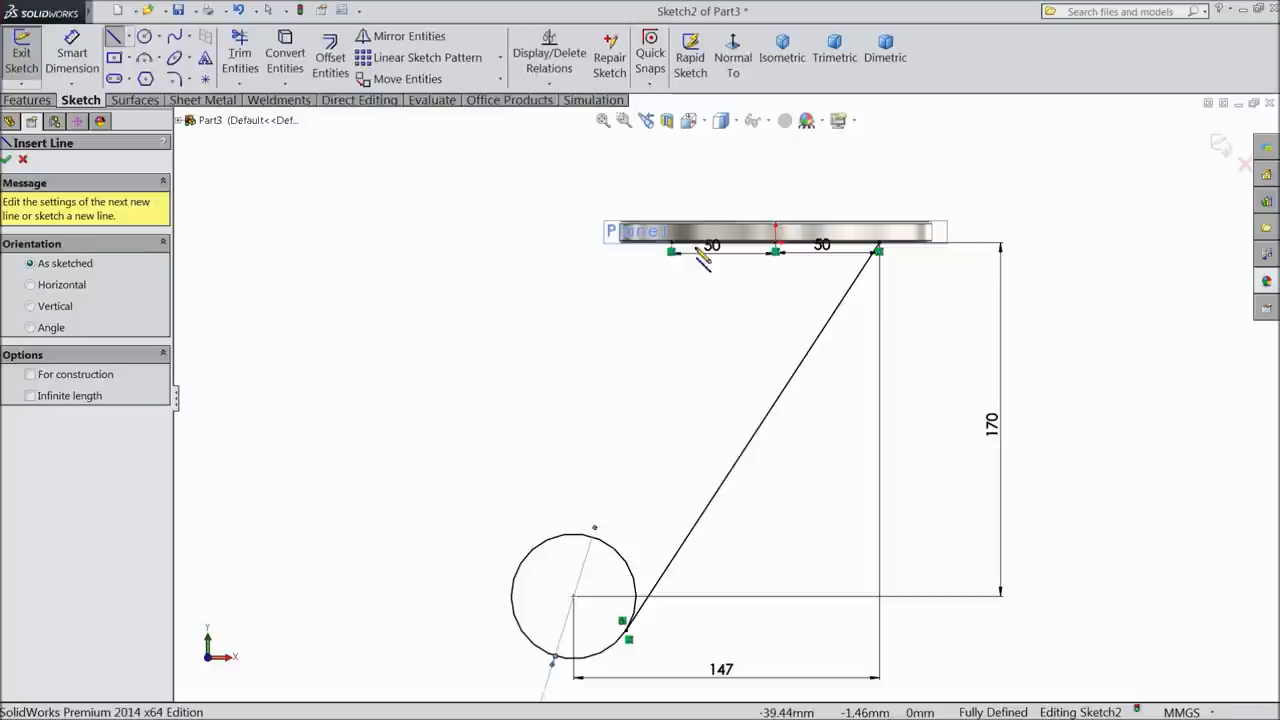 SOLIDWORKS
Sketch2 of Part3 *
Search files and models
Exit Sketch
Smart Dimension
Trim Entities
Convert Entities
Offset Entities
Mirror Entities
Linear Sketch Pattern
Move Entities
Display/Delete Relations
Repair Sketch
Quick Snaps
Rapid Sketch
Normal To
Isometric
Trimetric
Dimetric
Features
Sketch
Surfaces
Sheet Metal
Weldments
Direct Editing
Evaluate
Office Products
Simulation
Part3 (Default<<Def...
Insert Line
Message
Edit the settings of the next new
line or sketch a new line.
Orientation
As sketched
Horizontal
Vertical
Angle
Options
For construction
Infinite length
50
50
170
147
Y
X
SolidWorks Premium 2014 x64 Edition
-39.44mm
-1.46mm
0mm
Fully Defined
Editing Sketch2
MMGS